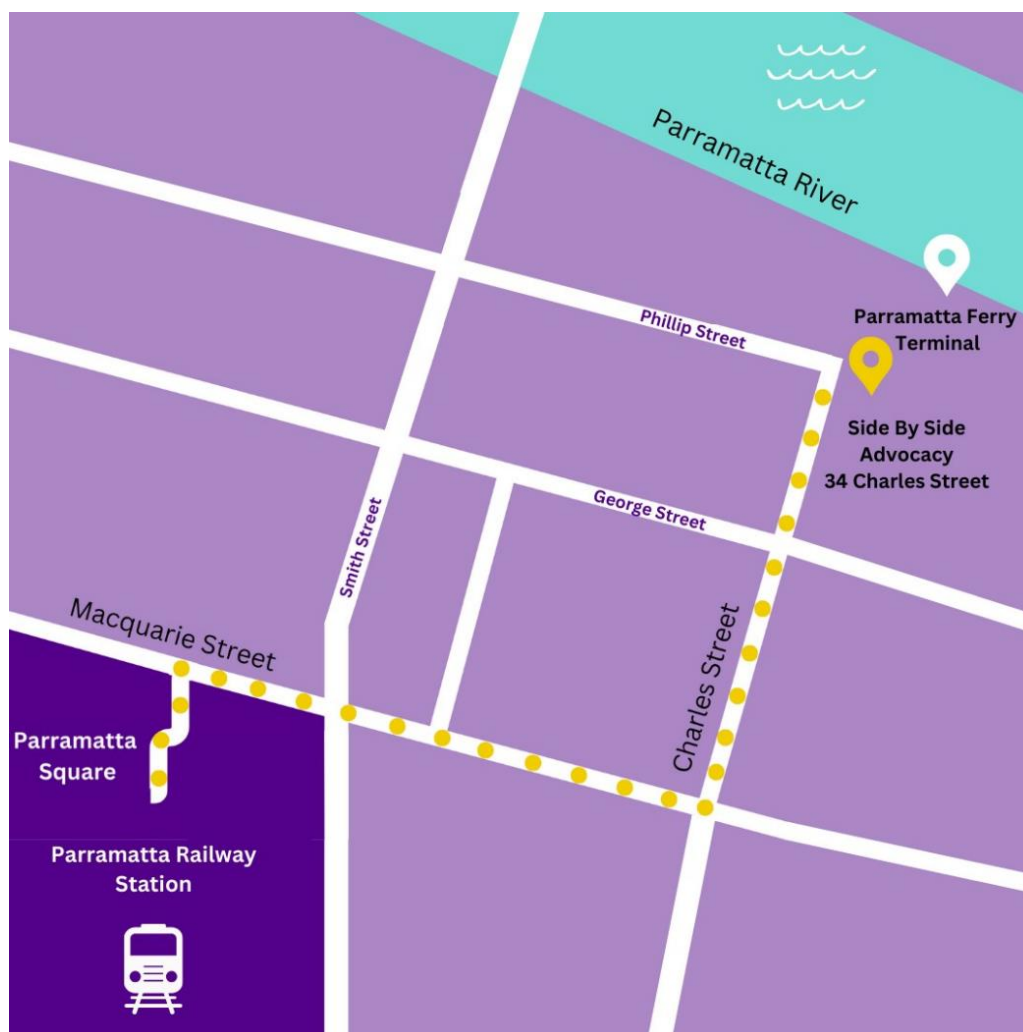 Parramatta River
Parramatta Ferry
Terminal
Phillip Street
Side By Side
Advocacy
34 Charles Street
George Street
Smith Street
Macquarie Street
Charles Street
Parramatta
Square
Parramatta Railway
Station